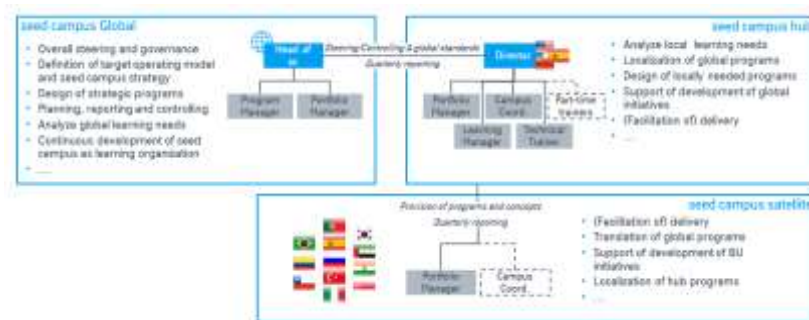 seed campus Global
• Overall steering and governance
• Definition of target operating model
and seed campus strategy
• Design of strategic programs
• Planning, reporting and controlling
• Analyze global learning needs
• Continuous development of seed
campus as learning organisation
• ....
Head of
Program
Manager
Portfolio
Manager
Steering/Controlling & global standards
Quarterly reporting
seed campus hub
Director
Portfolio
Manager
Campus
Coord.
Part-time
trainers
Learning
Manager
Technical
Trainer
• Analyze local learning needs
• Localization of global programs
• Design of locally needed programs
• Support of development of global
initiatives
• (Facilitation of) delivery
• ....
seed campus satellite
Provision of programs and concepts
Quarterly reporting
Portfolio
Manager
Campus
Coord.
• (Facilitation of) delivery
• Translation of global programs
• Support of development of BU
initiatives
• Localization of hub programs
• ....